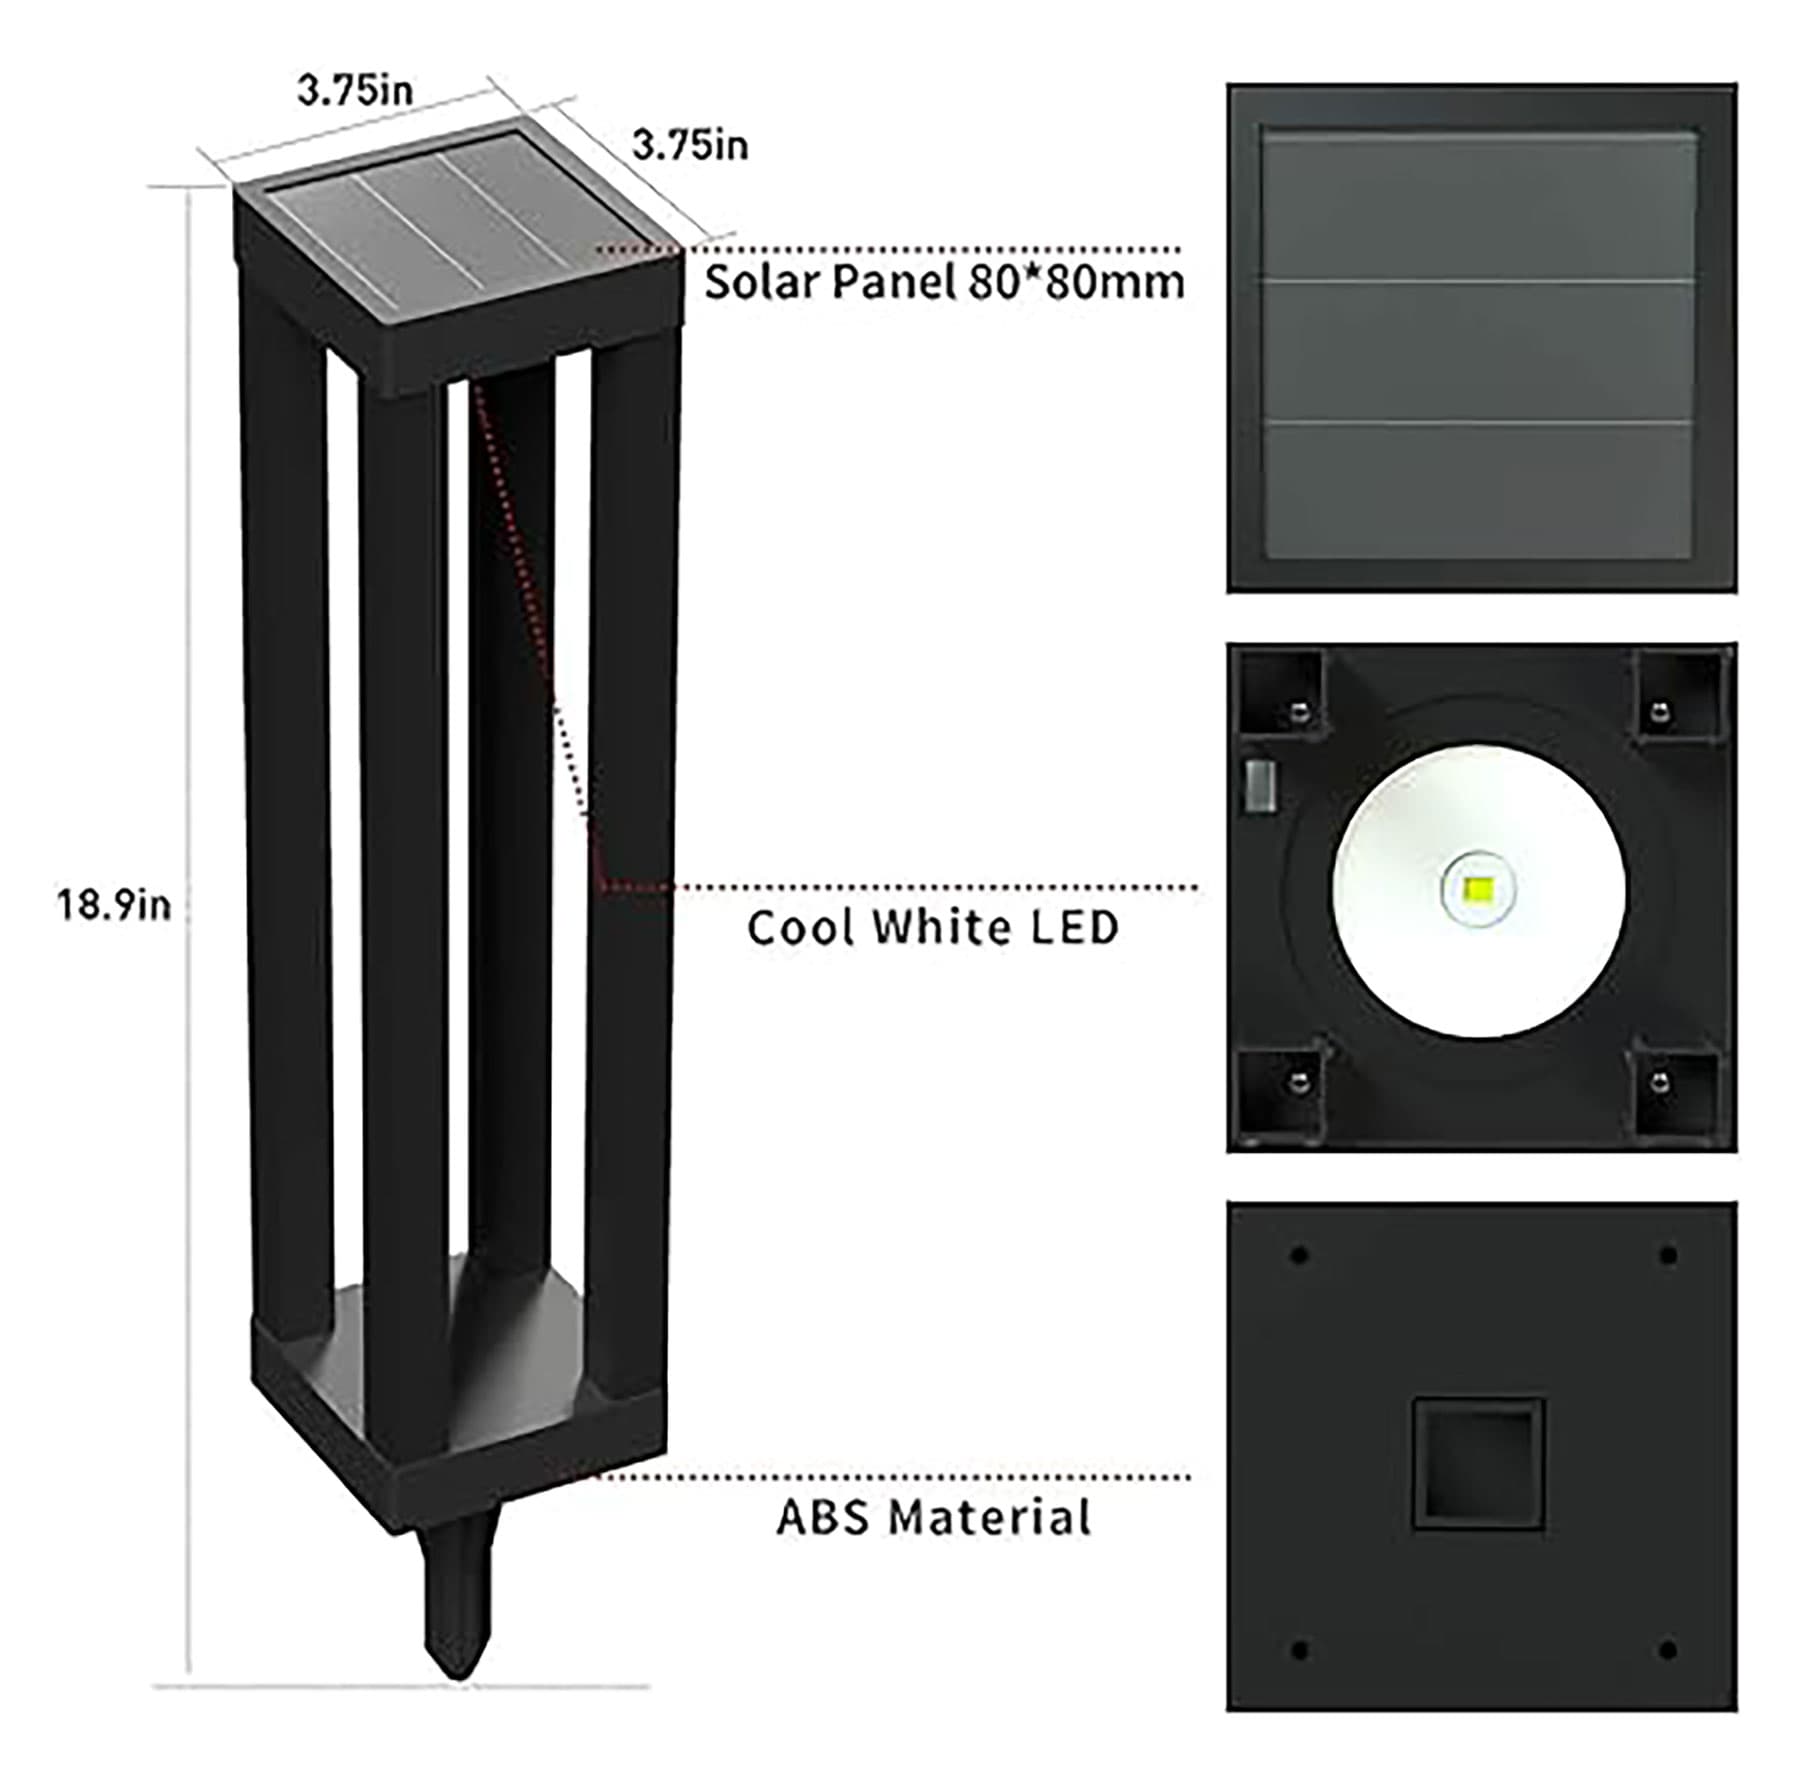 3.75in
3.75in
Solar Panel 80*80mm
18.9in
Cool White LED
ABS Material